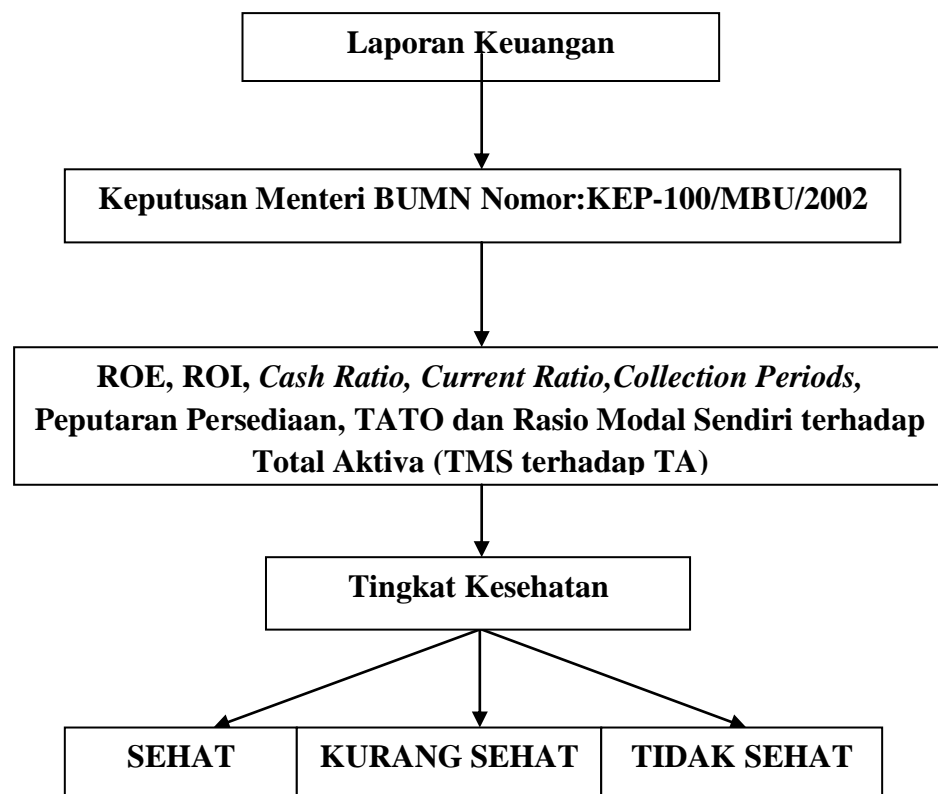 Laporan Keuangan
Keputusan Menteri BUMN Nomor:KEP-100/MBU/2002
ROE, ROI, Cash Ratio, Current Ratio,Collection Periods,
Peputaran Persediaan, TATO dan Rasio Modal Sendiri terhadap
Total Aktiva (TMS terhadap TA)
Tingkat Kesehatan
SEHAT
KURANG SEHAT
TIDAK SEHAT